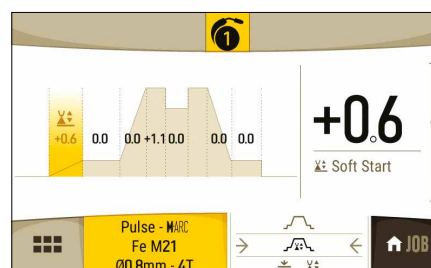 1
+0.6 0.0 0.0 +1.1 0.0 0.0 0.0
+0.6
Soft Start
Pulse - MARC
Fe M21
Ø0.8mm - 4T
JOB